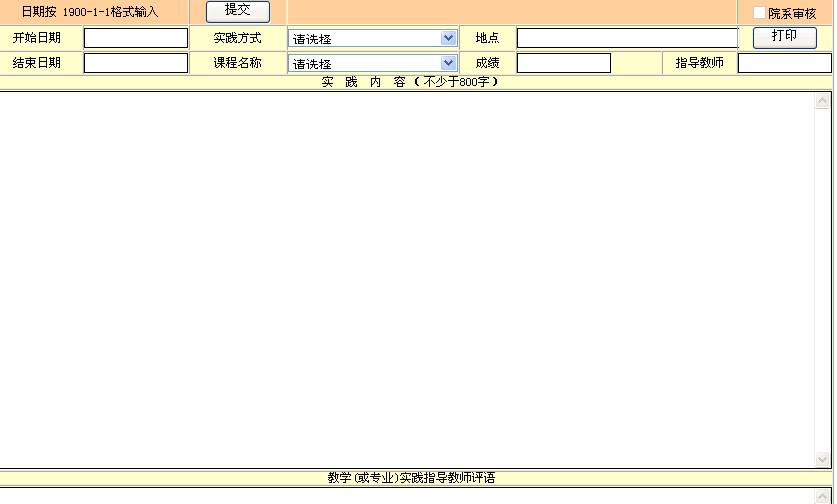 日期按 1900-1-1格式输入 提交 院系审核
开始日期 实践方式 请选择 地点 打印
结束日期 课程名称 请选择 成绩 指导教师
实 践 内 容 （不少于800字）
教学(或专业)实践指导教师评语